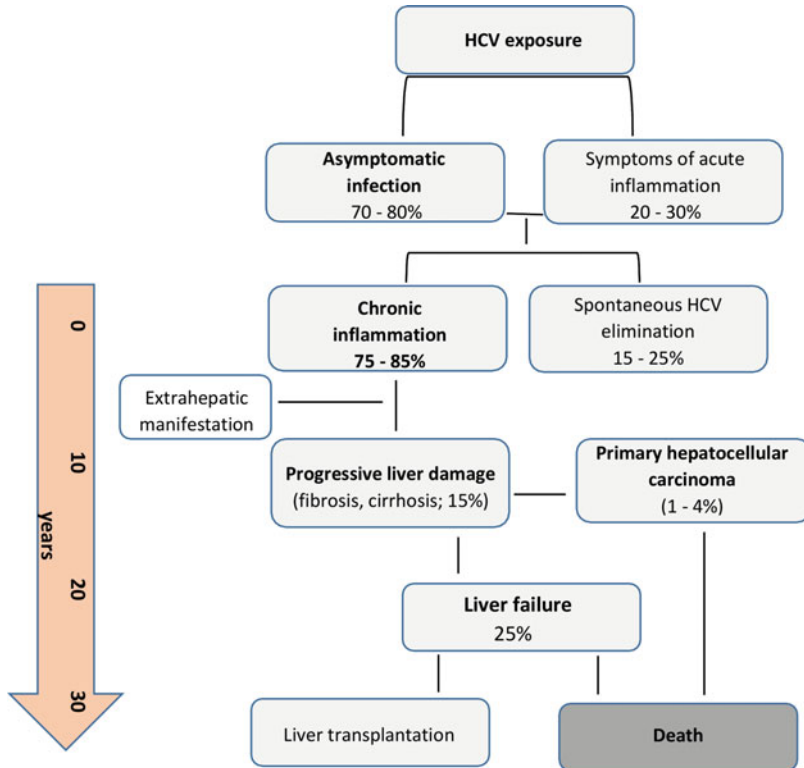 HCV exposure
Asymptomatic
infection
70 - 80%
Symptoms of acute
inflammation
20 - 30%
Chronic
inflammation
75 - 85%
Spontaneous HCV
elimination
15 - 25%
Extrahepatic
manifestation
Progressive liver damage
(fibrosis, cirrhosis; 15%)
Primary hepatocellular
carcinoma
(1 - 4%)
Liver failure
25%
Liver transplantation
Death
0
10
20
30
years